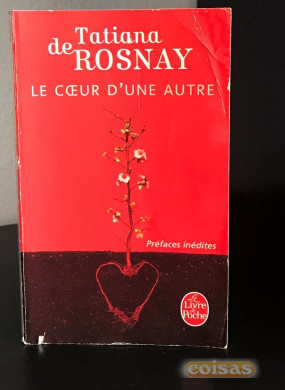 Tatiana
de ROSNAY
LE CŒUR D'UNE AUTRE
Préfaces inédites
Le
Livre
de
Poche
coisas